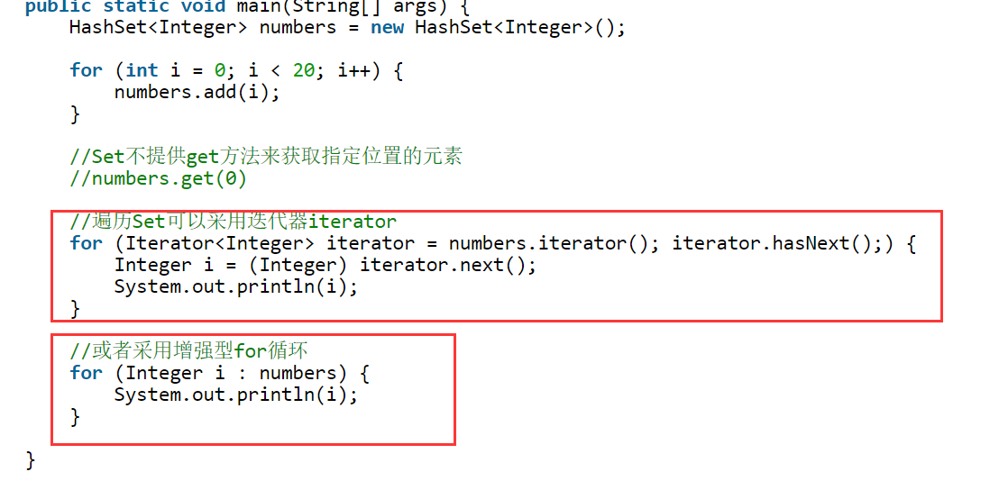 public static void main(String[] args) {
HashSet<Integer> numbers = new HashSet<Integer>();
for (int i = 0; i < 20; i++) {
numbers.add(i);
}
//Set不提供get方法来获取指定位置的元素
//numbers.get(0)
//遍历Set可以采用迭代器iterator
for (Iterator<Integer> iterator = numbers.iterator(); iterator.hasNext();) {
Integer i = (Integer) iterator.next();
System.out.println(i);
}
//或者采用增强型for循环
for (Integer i : numbers) {
System.out.println(i);
}
}